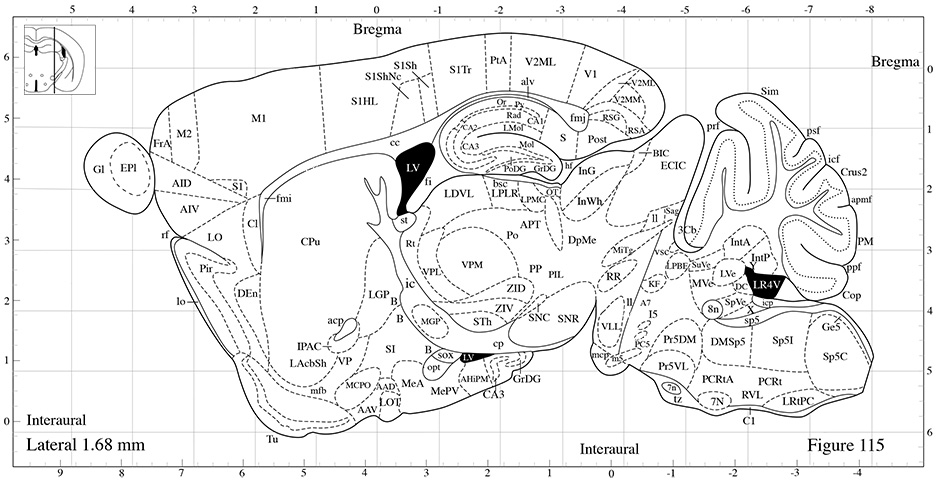 5 4 3 2 1 0 -1 -2 -3 -4 -5 -6 -7 -8
Bregma
6 5 4 3 2 1 0
Bregma
0 1 2 3 4 5 6
Gl
EPl
FrA
M2
M1
S1HL
S1ShNc
S1Sh
S1Tr
PtA
V2ML
V1
V2ML
V2MM
RSG
RSA
alv
fmj
Or
Py
Rad
CA1
LMol
CA2
CA3
Mol
PoDG
GrDG
S
Post
hf
cc
LV
fi
st
AID
AIV
S1
LO
Cl
fmi
rf
Pir
DEn
lo
CPu
LDVL
bsc
LPLR
LPMC
OT
InG
InWh
BIC
ECIC
APT
Po
DpMe
Rt
VPL
VPM
PP
PIL
ZID
ZIV
STh
SNC
SNR
ic
LGP
B
B
MGP
B
acp
IPAC
LAcbSh
VP
SI
mfb
MCPO
AAD
AAV
LOT
MeA
sox
opt
LV
cp
MePV
AHiPM
CA3
GrDG
Tu
ll
Sag
MiTg
RR
ll
VLL
mcp
m5
KF
A7
I5
PC5
VSC
LPBE
SuVe
MVe
LVe
DC
SpVe
X
8n
Y
IntA
IntP
LR4V
icp
sp5
3Cb
prf
Sim
psf
icf
Crus2
apmf
PM
ppf
Cop
Pr5DM
Pr5VL
DMSp5
Sp5I
Ge5
Sp5C
PCRtA
PCRt
RVL
LRtPC
7n
tz
7N
C1
Interaural
Lateral 1.68 mm
Interaural
Figure 115
9 8 7 6 5 4 3 2 1 0 -1 -2 -3 -4